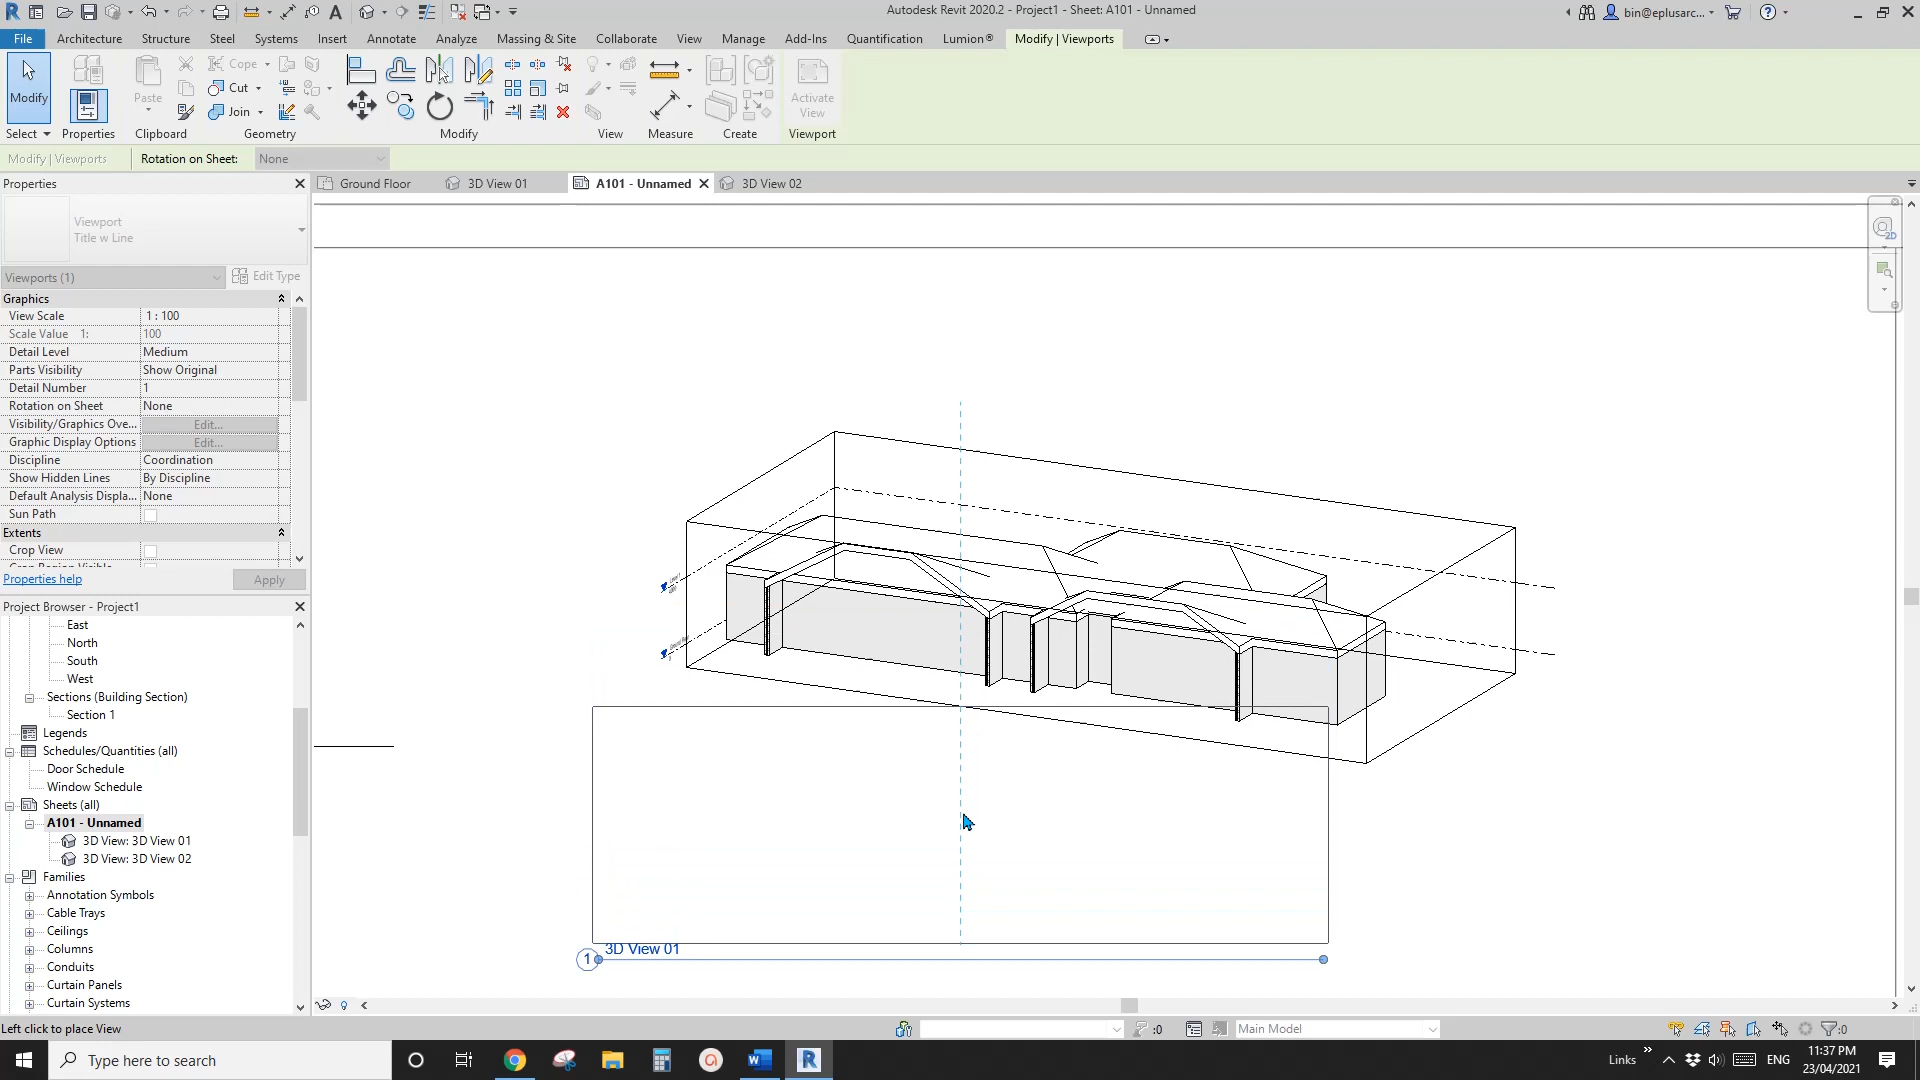 Autodesk Revit 2020.2 - Project1 - Sheet: A101 - Unnamed
bin@eplusarc...
File
Architecture
Structure
Steel
Systems
Insert
Annotate
Analyze
Massing & Site
Collaborate
View
Manage
Add-Ins
Quantification
Lumion®
Modify | Viewports
Modify
Paste
Cope
Cut
Join
Activate
View
Select
Properties
Clipboard
Geometry
Modify
View
Measure
Create
Viewport
Modify | Viewports
Rotation on Sheet:
None
Properties
Ground Floor
3D View 01
A101 - Unnamed
3D View 02
Viewport
Title w Line
Viewports (1)
Edit Type
Graphics
View Scale 1 : 100
Scale Value 1: 100
Detail Level Medium
Parts Visibility Show Original
Detail Number 1
Rotation on Sheet None
Visibility/Graphics Ove... Edit...
Graphic Display Options Edit...
Discipline Coordination
Show Hidden Lines By Discipline
Default Analysis Displa... None
Sun Path
Extents
Crop View
Properties help
Apply
Project Browser - Project1
East
North
South
West
Sections (Building Section)
Section 1
Legends
Schedules/Quantities (all)
Door Schedule
Window Schedule
Sheets (all)
A101 - Unnamed
3D View: 3D View 01
3D View: 3D View 02
Families
Annotation Symbols
Cable Trays
Ceilings
Columns
Conduits
Curtain Panels
Curtain Systems
1
3D View 01
Left click to place View
:0
Main Model
:0
Type here to search
Links
ENG
11:37 PM
23/04/2021